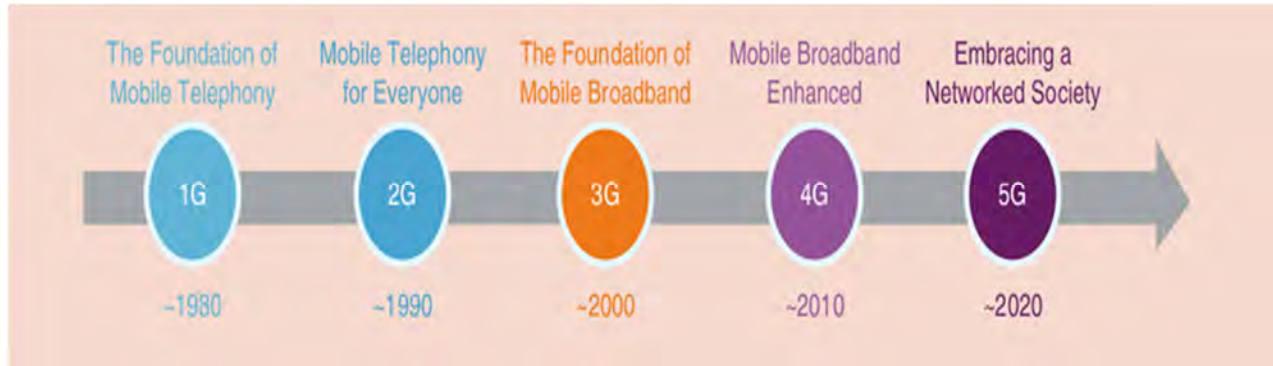 The Foundation of
Mobile Telephony
Mobile Telephony
for Everyone
The Foundation of
Mobile Broadband
Mobile Broadband
Enhanced
Embracing a
Networked Society
1G
2G
3G
4G
5G
~1980
~1990
~2000
~2010
~2020